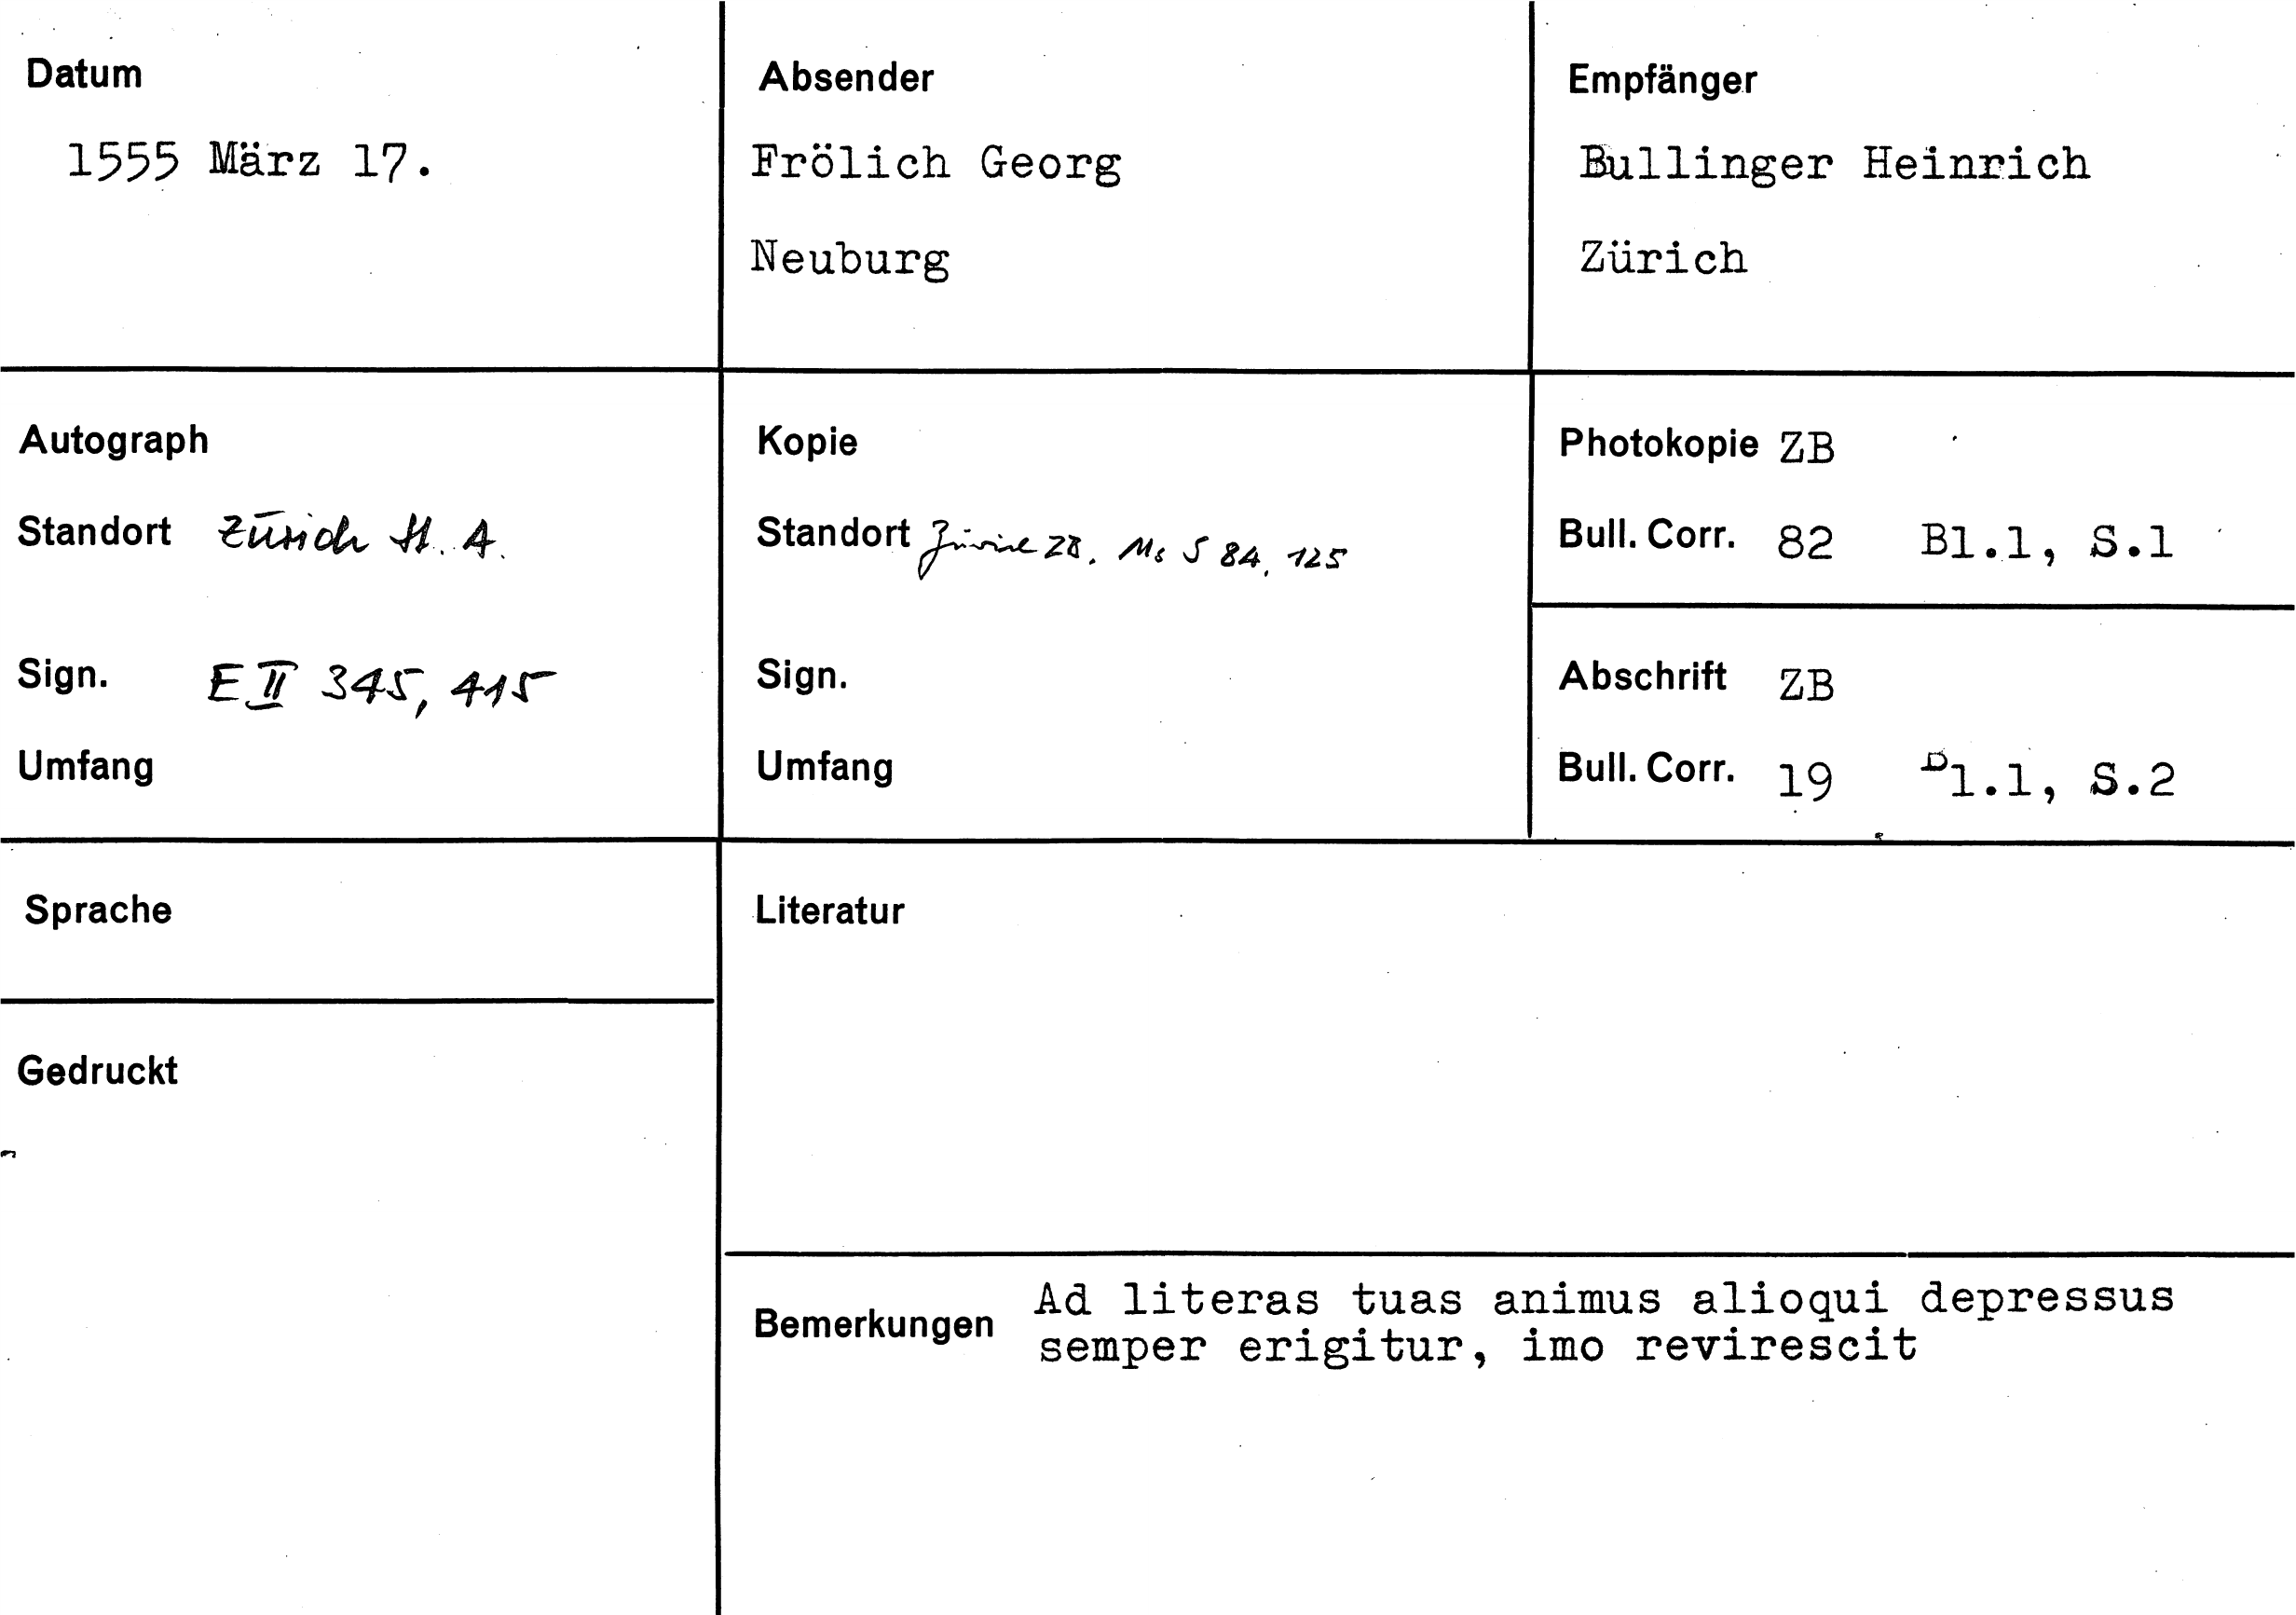 Datum
1555 März 17.
Absender
Frölich Georg
Neuburg
Empfänger
Bullinger Heinrich
Zürich
Autograph
Standort Zürich St. A.
Sign. E II 345, 415
Umfang
Kopie
Standort Zürich ZB. Ms S 84, 125
Sign.
Umfang
Photokopie ZB
Bull. Corr. 82 Bl.1, S.1
Abschrift ZB
Bull. Corr. 19 Bl.1, S.2
Sprache
Gedruckt
Literatur
Bemerkungen Ad literas tuas animus alioqui depressus
semper erigitur, imo revirescit